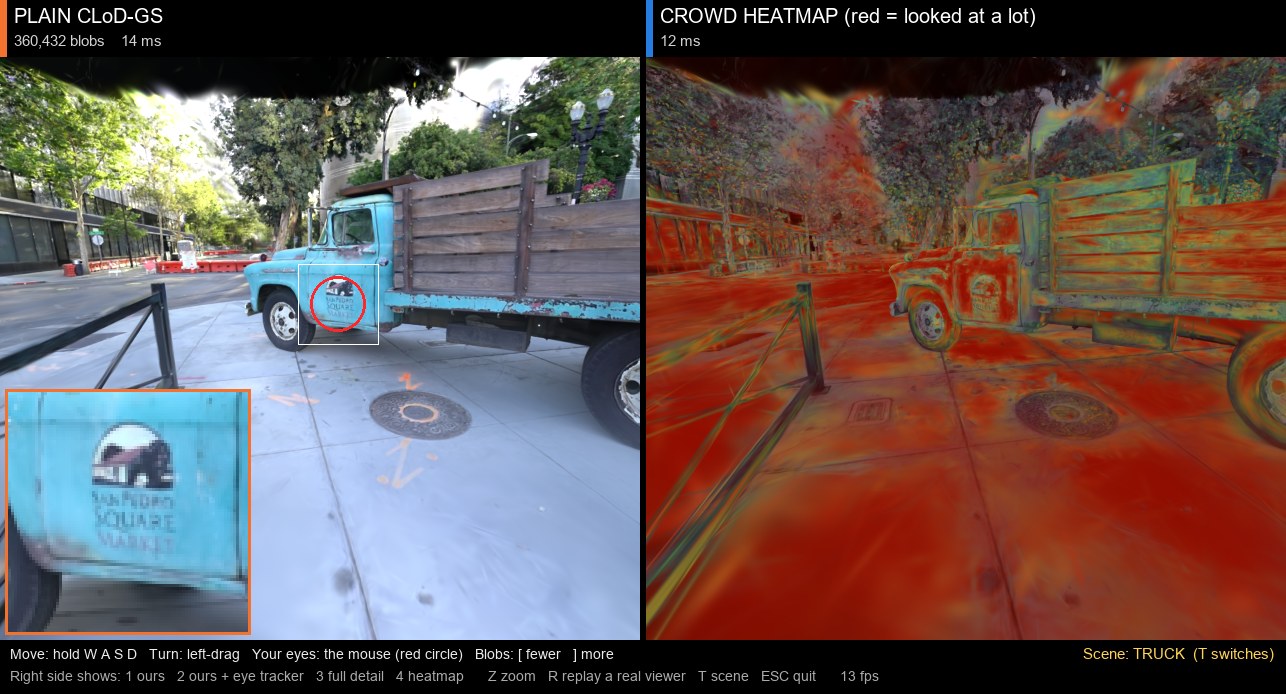 PLAIN CLoD-GS
360,432 blobs 14 ms
CROWD HEATMAP (red = looked at a lot)
12 ms
SAN PEDRO
SQUARE
MARKET
Move: hold W A S D Turn: left-drag Your eyes: the mouse (red circle) Blobs: [ fewer ] more
Scene: TRUCK (T switches)
Right side shows: 1 ours 2 ours + eye tracker 3 full detail 4 heatmap Z zoom R replay a real viewer T scene ESC quit 13 fps